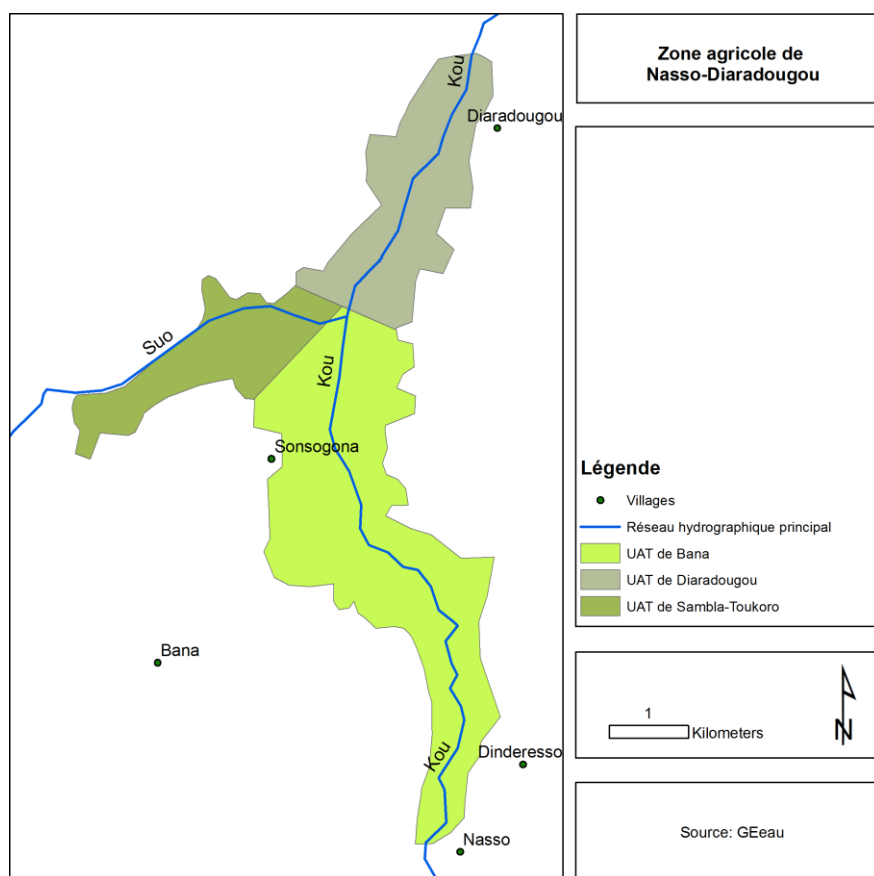 Zone agricole de
Nasso-Diaradougou
Kou
Diaradougou
Suo
Kou
Sonsogona
Bana
Kou
Dinderesso
Nasso
Légende
Villages
Réseau hydrographique principal
UAT de Bana
UAT de Diaradougou
UAT de Sambla-Toukoro
1
Kilometers
N
Source: GEeau